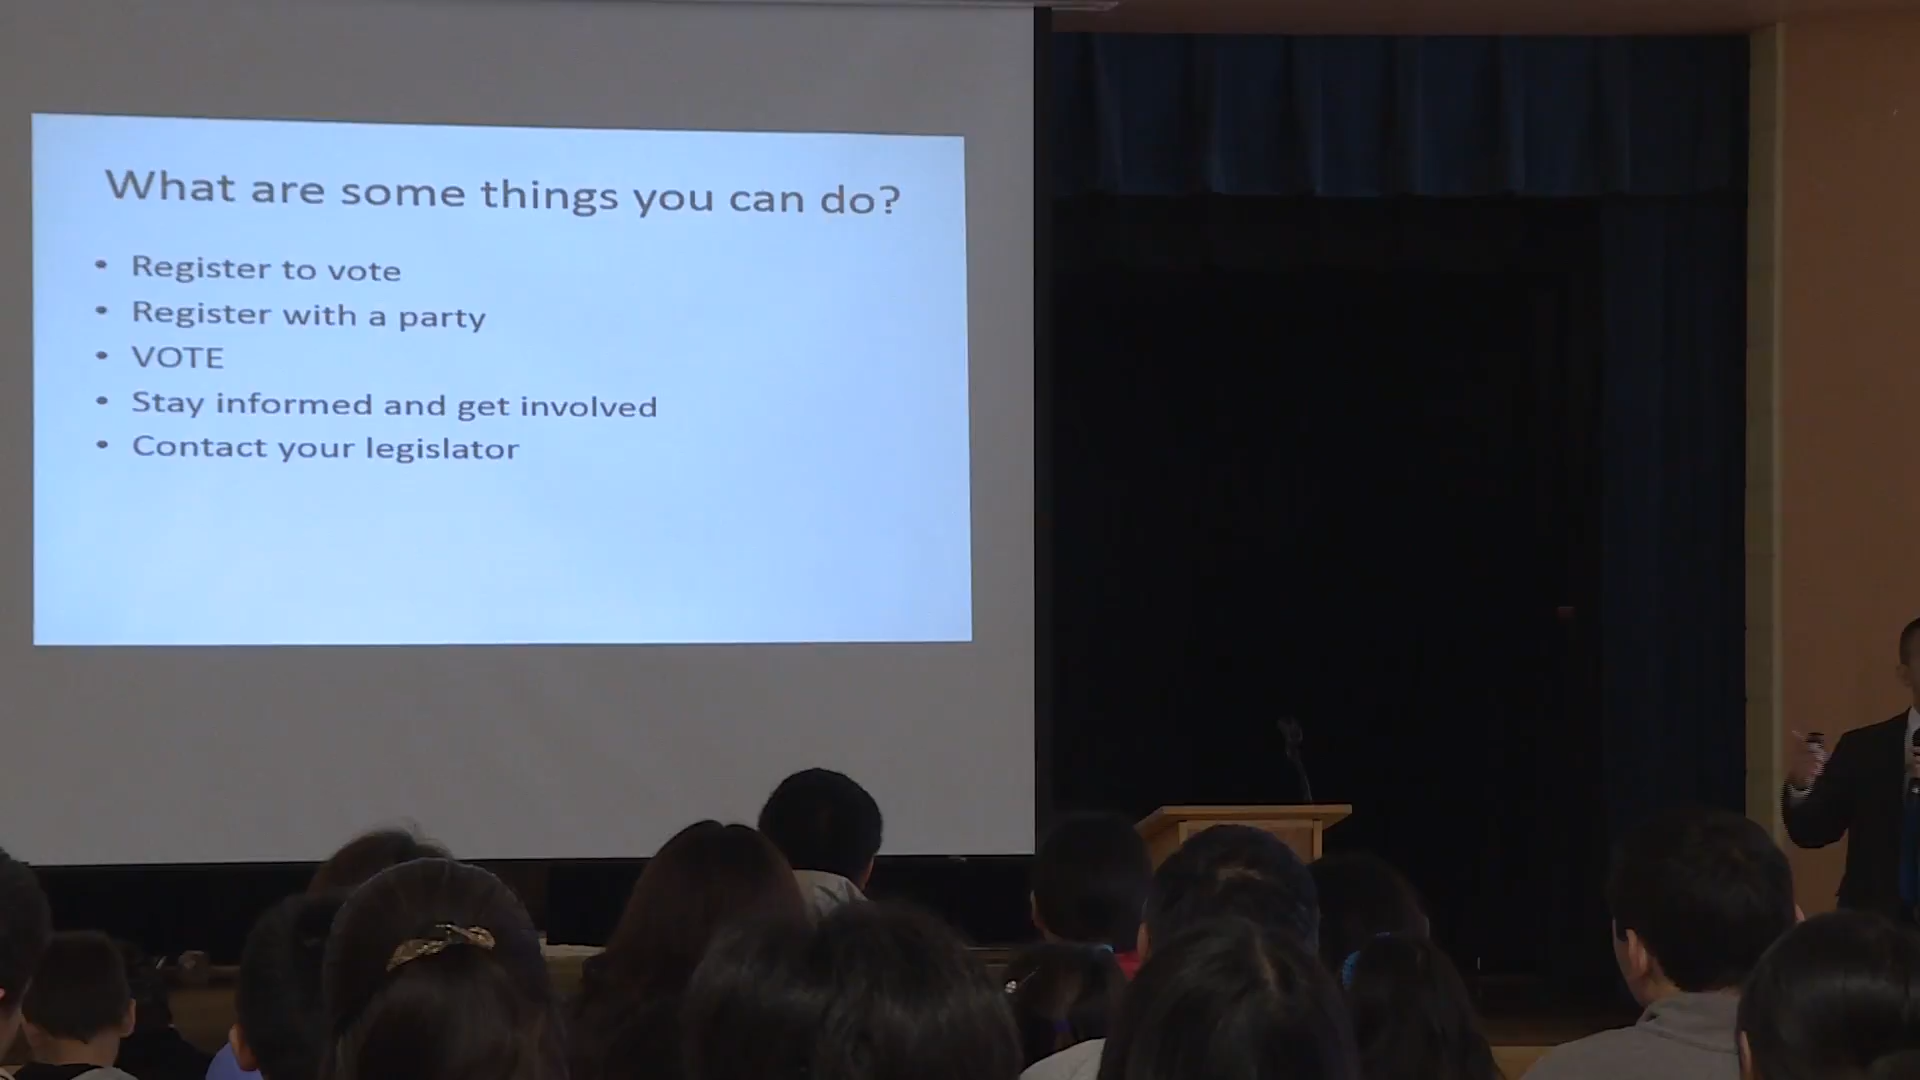 What are some things you can do?
• Register to vote
• Register with a party
• VOTE
• Stay informed and get involved
• Contact your legislator